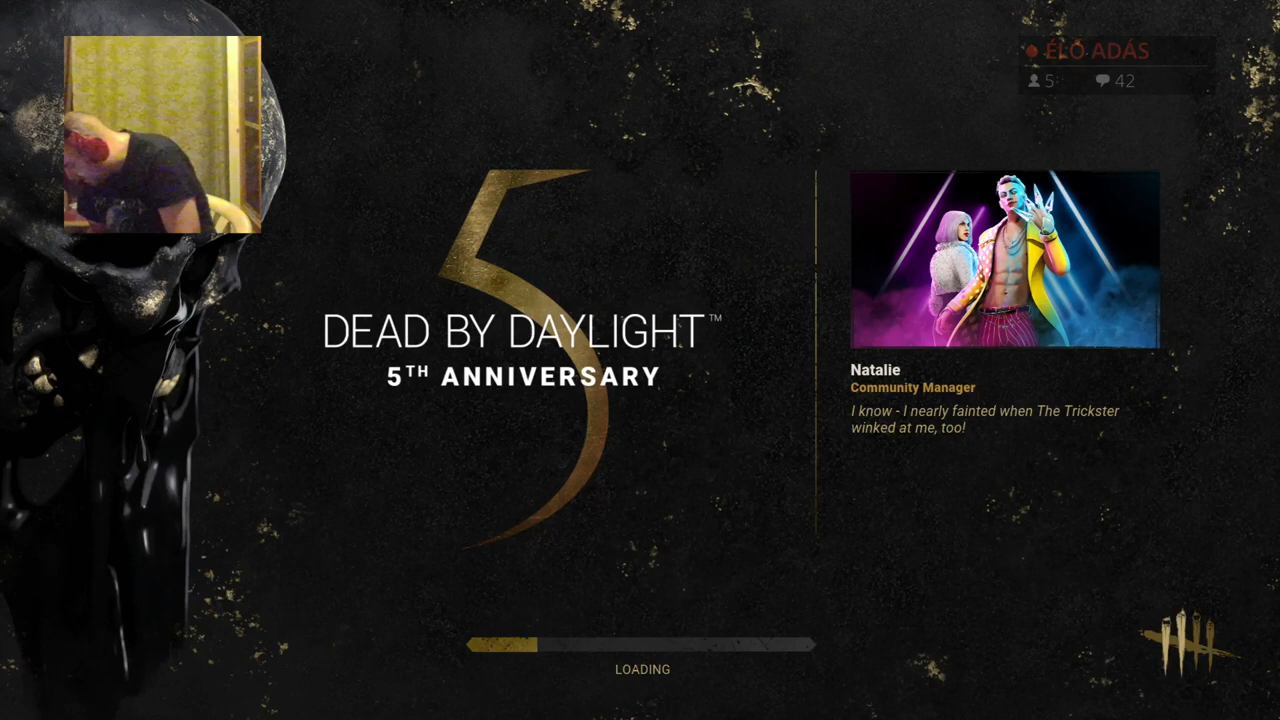 ÉLŐ ADÁS
5 42
DEAD BY DAYLIGHT™
5TH ANNIVERSARY
Natalie
Community Manager
I know - I nearly fainted when The Trickster
winked at me, too!
LOADING